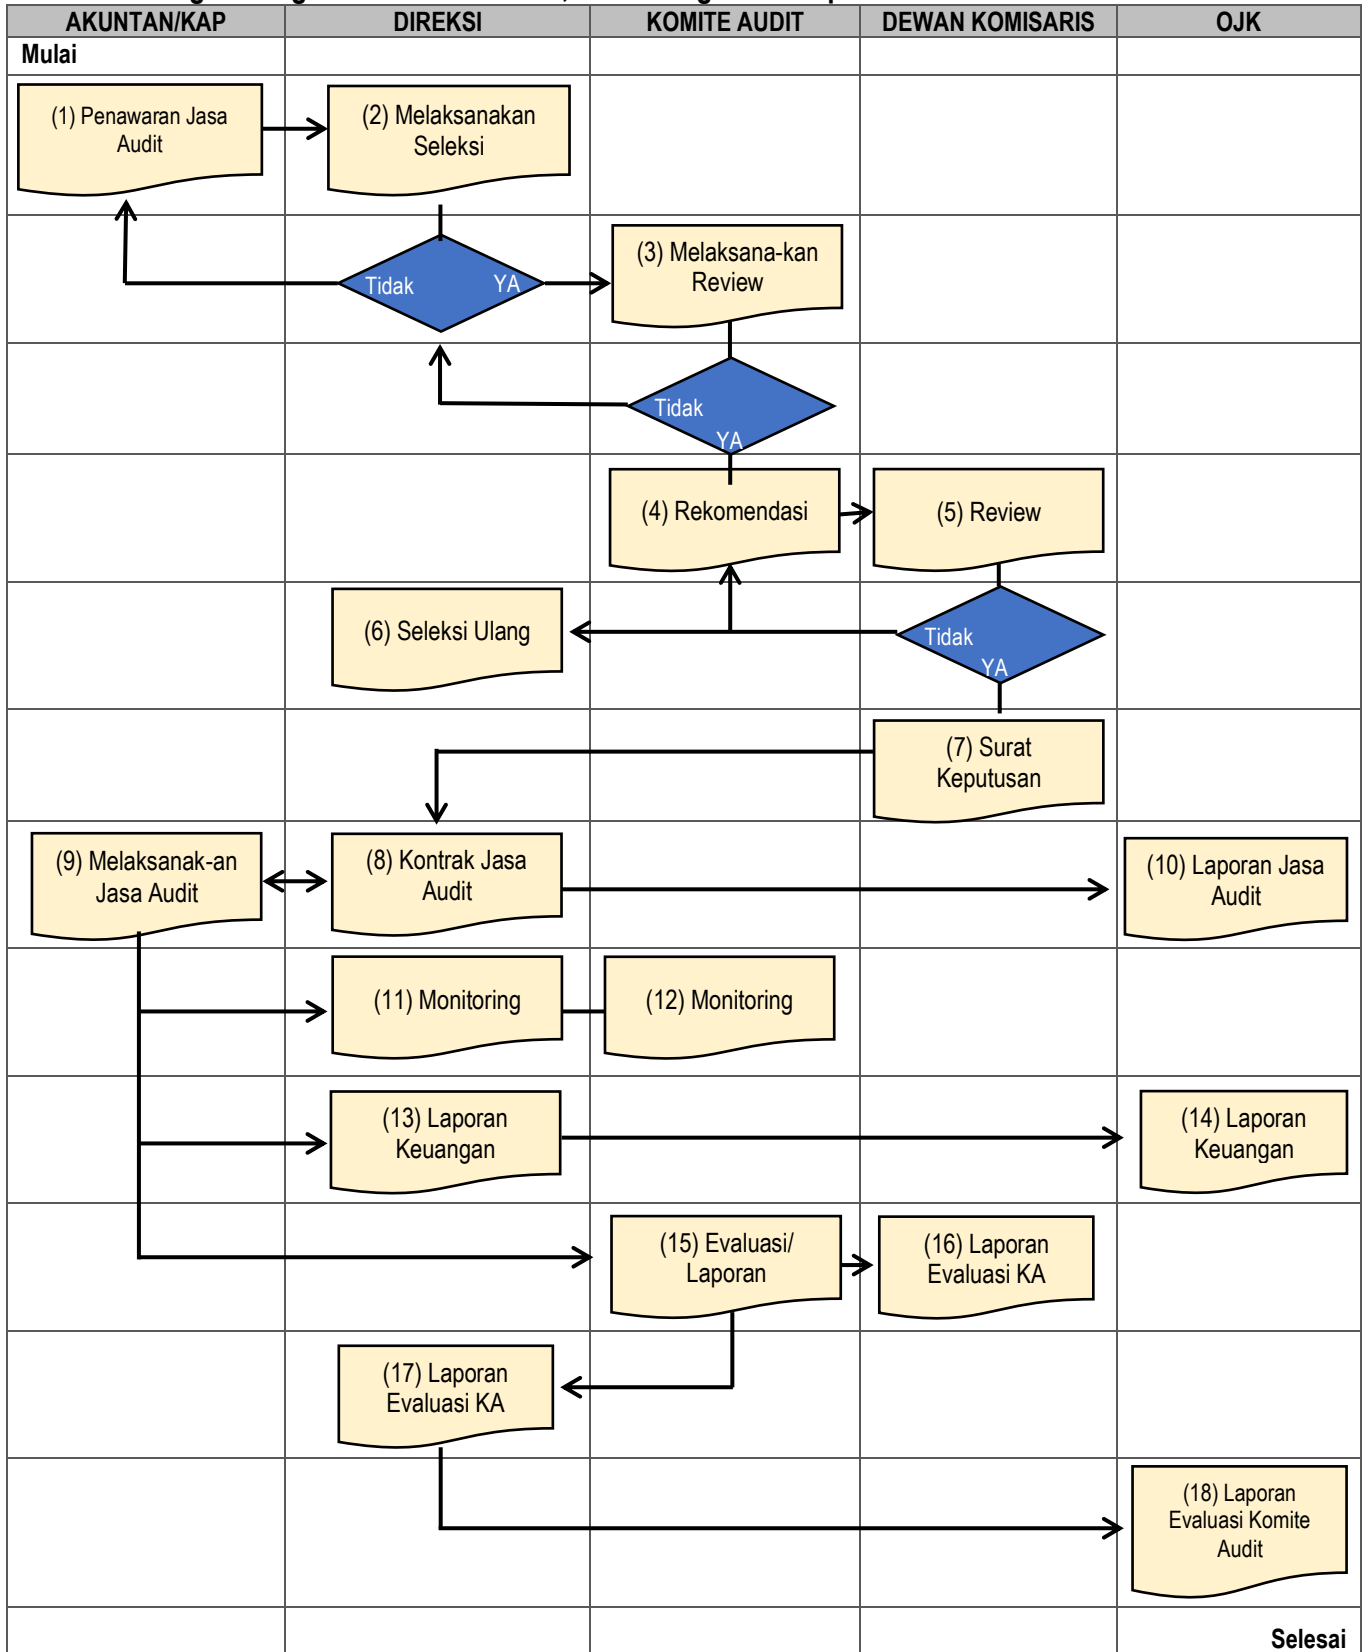 AKUNTAN/KAP
DIREKSI
KOMITE AUDIT
DEWAN KOMISARIS
OJK
Mulai
(1) Penawaran Jasa
Audit
(2) Melaksanakan
Seleksi
Tidak
YA
(3) Melaksana-kan
Review
Tidak
YA
(4) Rekomendasi
(5) Review
(6) Seleksi Ulang
Tidak
YA
(7) Surat
Keputusan
(9) Melaksanak-an
Jasa Audit
(8) Kontrak Jasa
Audit
(10) Laporan Jasa
Audit
(11) Monitoring
(12) Monitoring
(13) Laporan
Keuangan
(14) Laporan
Keuangan
(15) Evaluasi/
Laporan
(16) Laporan
Evaluasi KA
(17) Laporan
Evaluasi KA
(18) Laporan
Evaluasi Komite
Audit
Selesai